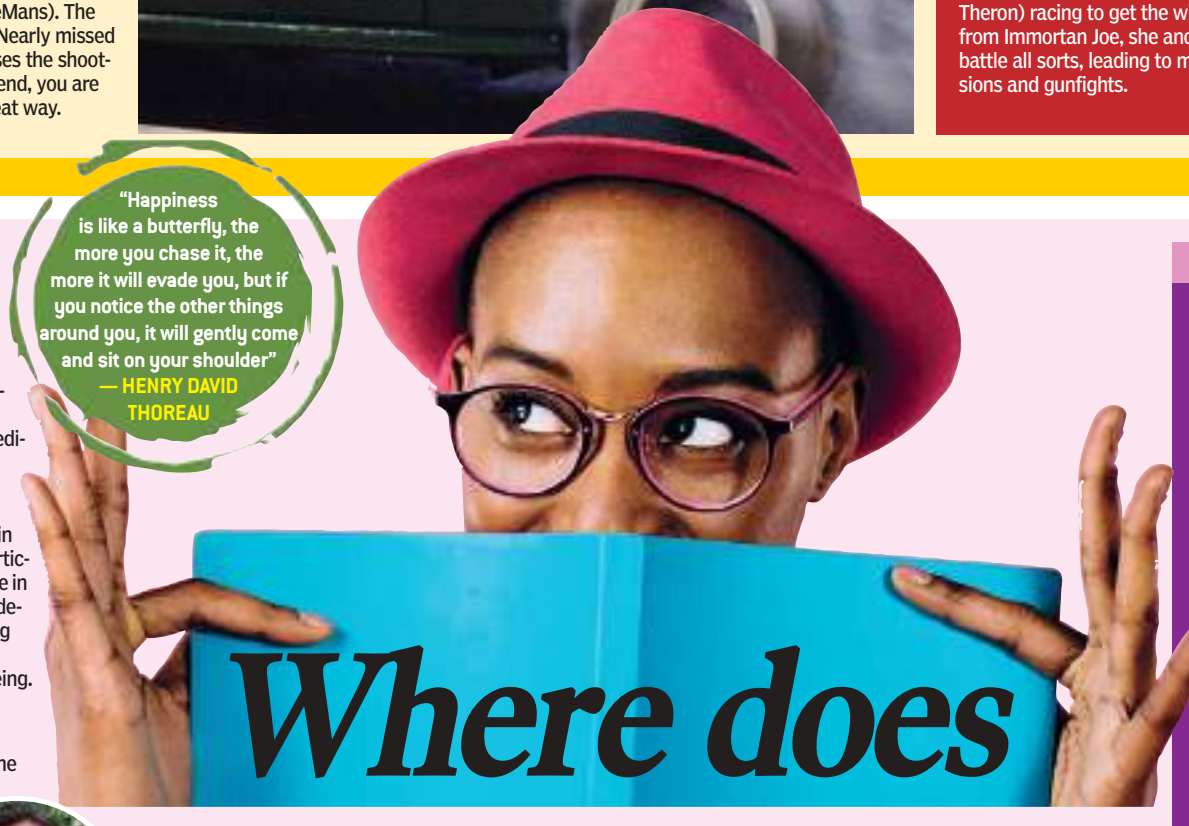 eMans). The
Nearly missed
ses the shoot-
end, you are
eat way.
Theron) racing to get the w
from Immortan Joe, she and
battle all sorts, leading to m
sions and gunfights.
“Happiness
is like a butterfly, the
more you chase it, the
more it will evade you, but if
you notice the other things
around you, it will gently come
and sit on your shoulder”
— HENRY DAVID
THOREAU
edi-
in
rtic-
e in
de-
g
eing.
ne
Where does